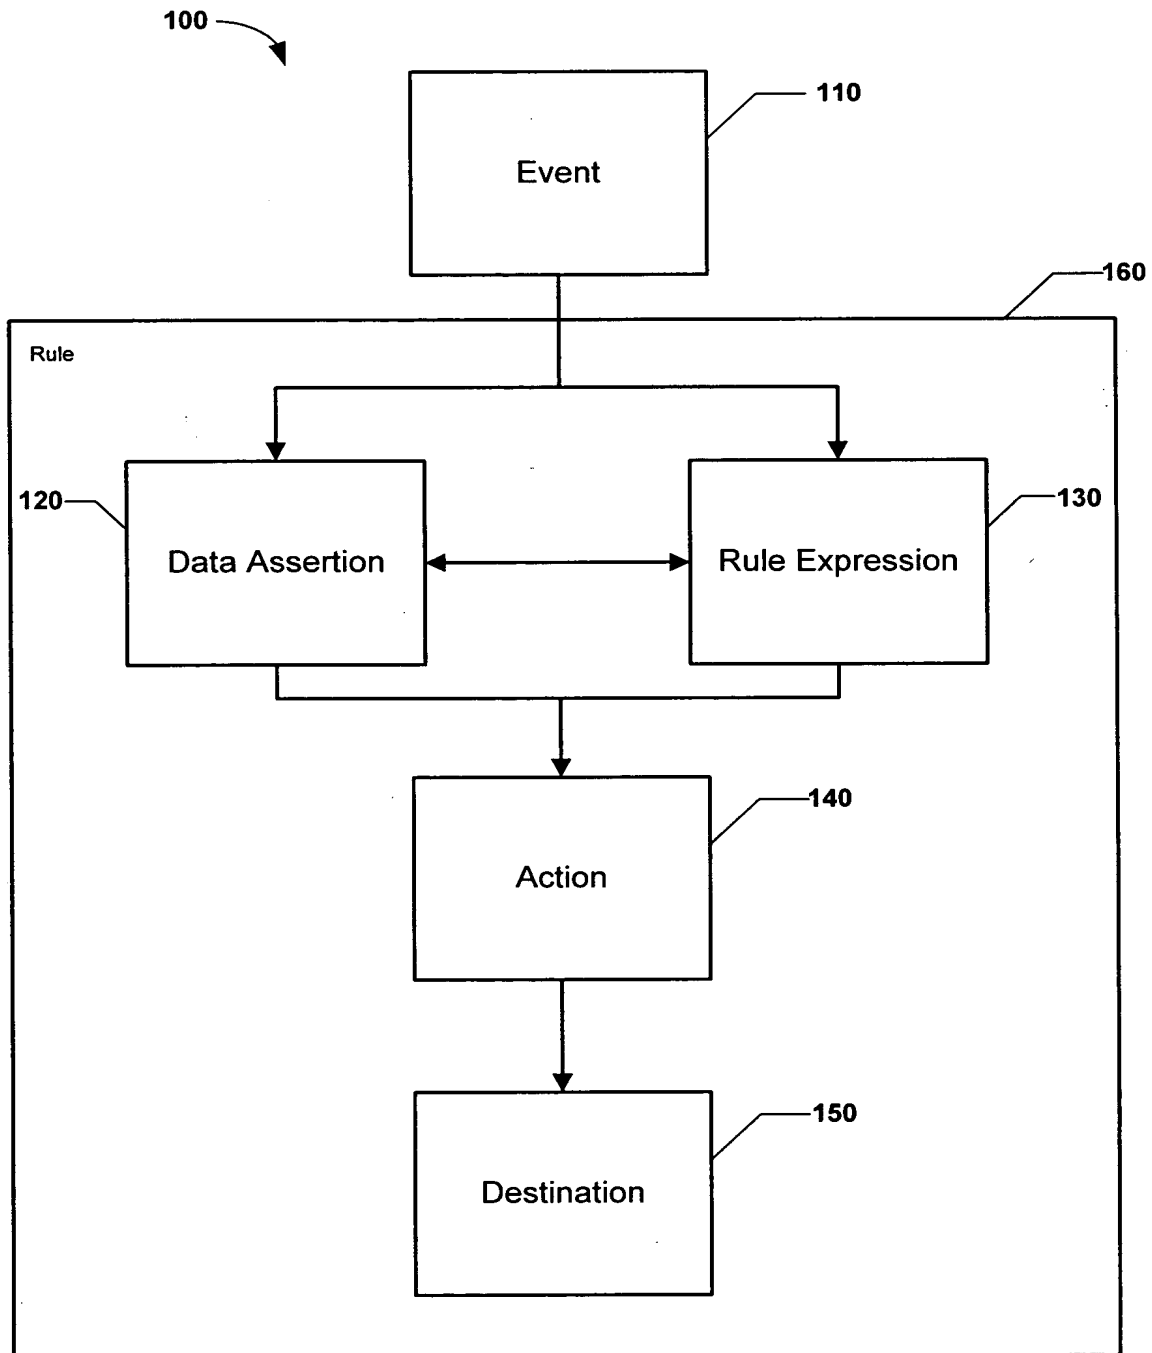 100
110
Event
160
Rule
120
Data Assertion
Rule Expression
130
140
Action
150
Destination